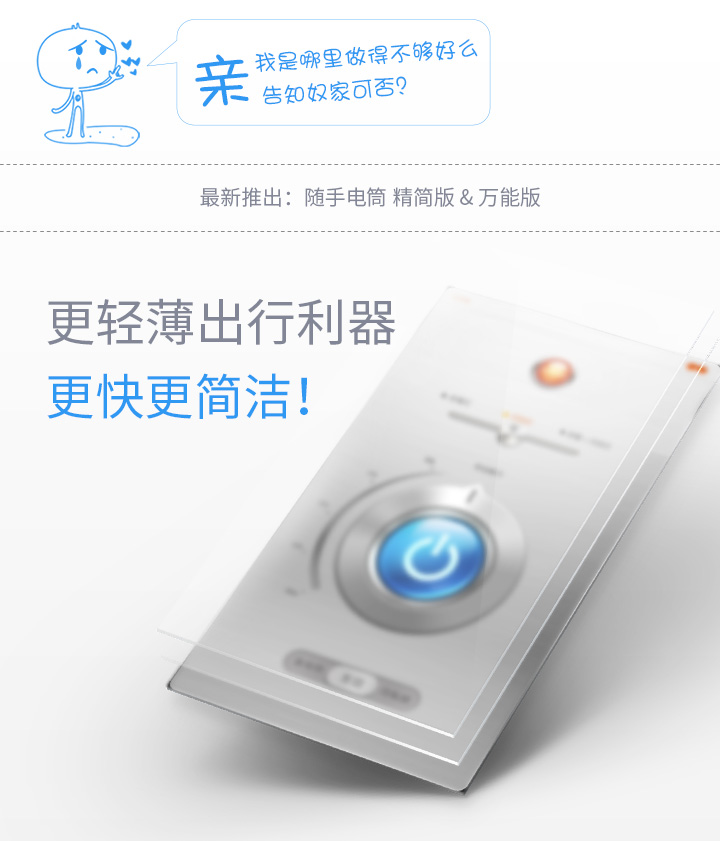 亲 我是哪里做得不够好么
告知奴家可否?
最新推出：随手电筒 精简版 & 万能版
更轻薄出行利器
更快更简洁！